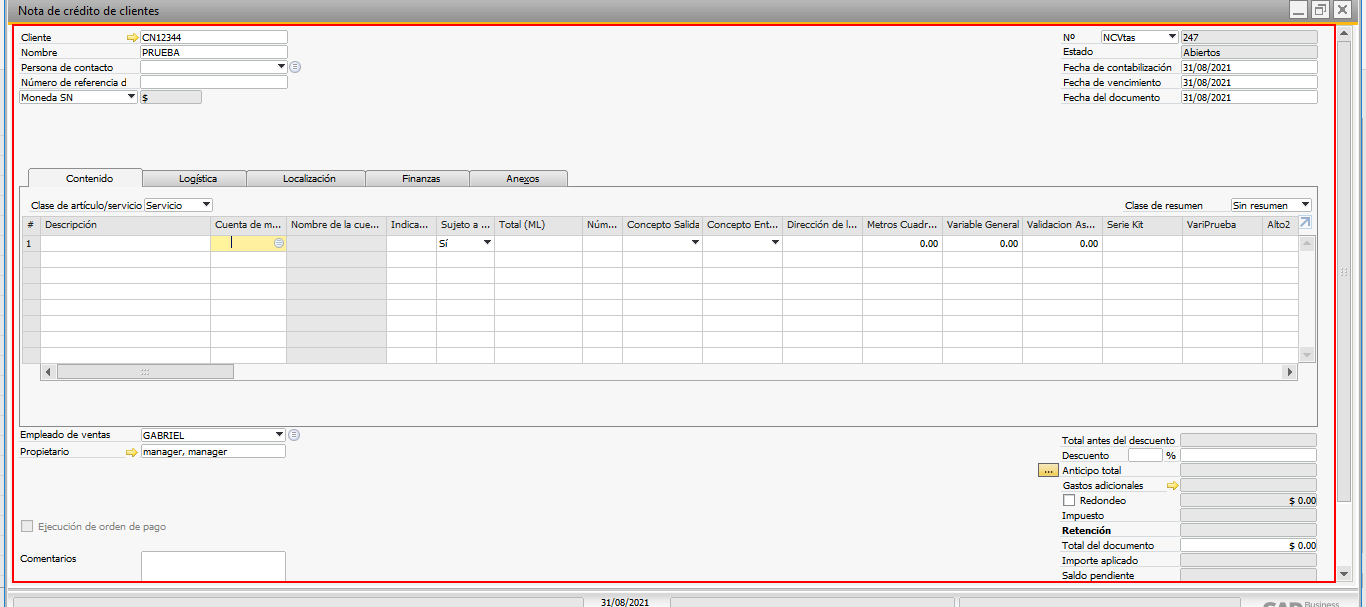 Nota de crédito de clientes
Cliente CN12344
Nombre PRUEBA
Persona de contacto
Número de referencia d
Moneda SN $
Nº NCVtas 247
Estado Abiertos
Fecha de contabilización 31/08/2021
Fecha de vencimiento 31/08/2021
Fecha del documento 31/08/2021
Contenido Logística Localización Finanzas Anexos
Clase de artículo/servicio Servicio Clase de resumen Sin resumen
# Descripción Cuenta de m... Nombre de la cue... Indica... Sujeto a ... Total (ML) Núm... Concepto Salida Concepto Ent... Dirección de l... Metros Cuadr... Variable General Validacion As... Serie Kit VariPrueba Alto2
1 Sí 0.00 0.00 0.00
Empleado de ventas GABRIEL
Propietario manager, manager
Ejecución de orden de pago
Comentarios
Total antes del descuento
Descuento %
... Anticipo total
Gastos adicionales
Redondeo $ 0.00
Impuesto
Retención
Total del documento $ 0.00
Importe aplicado
Saldo pendiente
31/08/2021
SAP Business